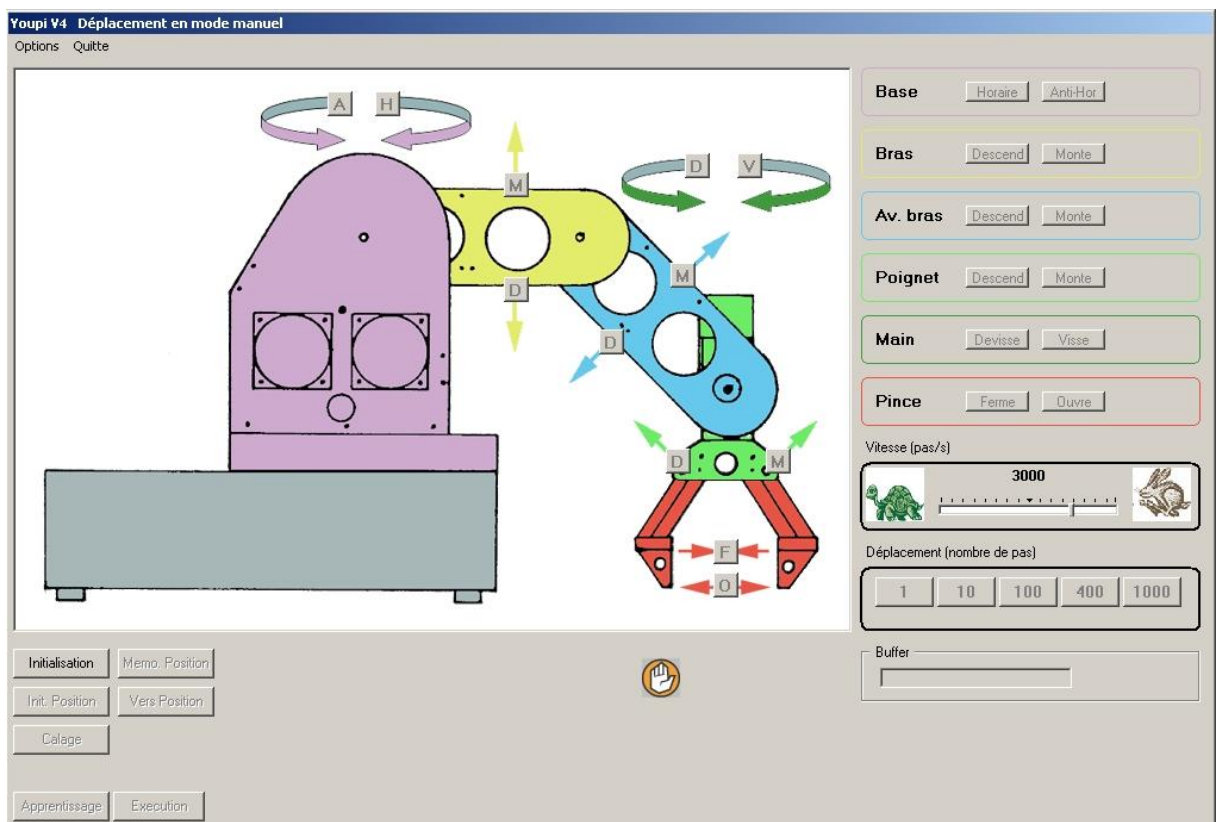 Youpi V4 Déplacement en mode manuel
Options Quitte
A H
M
D V
D
M
D
D M
F
O
Base Horaire Anti-Hor
Bras Descend Monte
Av. bras Descend Monte
Poignet Descend Monte
Main Devisse Visse
Pince Ferme Ouvre
Vitesse (pas/s)
3000
Déplacement (nombre de pas)
1 10 100 400 1000
Buffer
Initialisation Memo. Position
Init. Position Vers Position
Calage
Apprentissage Execution